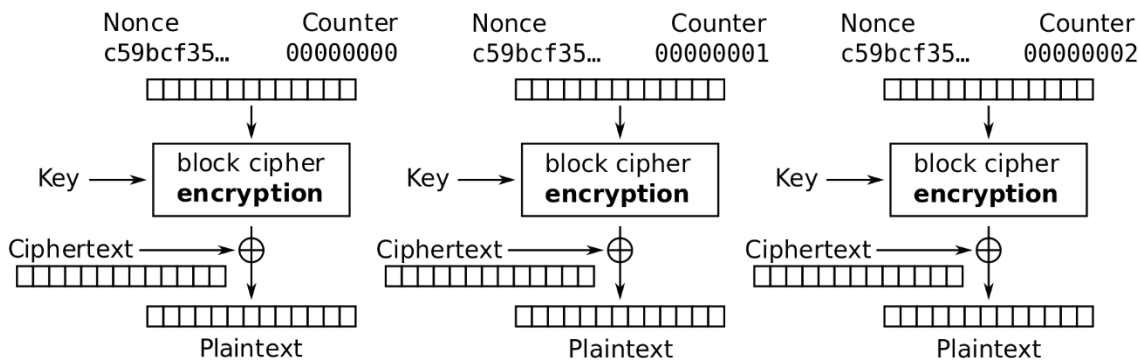 Nonce Counter Nonce Counter Nonce Counter
c59bcf35… 00000000 c59bcf35… 00000001 c59bcf35… 00000002
block cipher block cipher block cipher
Key Key Key
encryption encryption encryption
Ciphertext Ciphertext Ciphertext
Plaintext Plaintext Plaintext